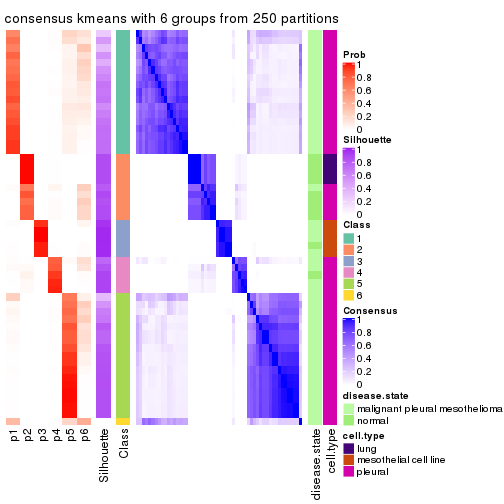 consensus kmeans with 6 groups from 250 partitions
Prob
1
0.8
0.6
0.4
0.2
0
Silhouette
1
0.8
0.6
0.4
0.2
0
Class
1
2
3
4
5
6
Consensus
1
0.8
0.6
0.4
0.2
0
disease.state
malignant pleural mesothelioma
normal
cell.type
lung
mesothelial cell line
pleural
p1
p2
p3
p4
p5
p6
Silhouette
Class
disease.state
cell.type